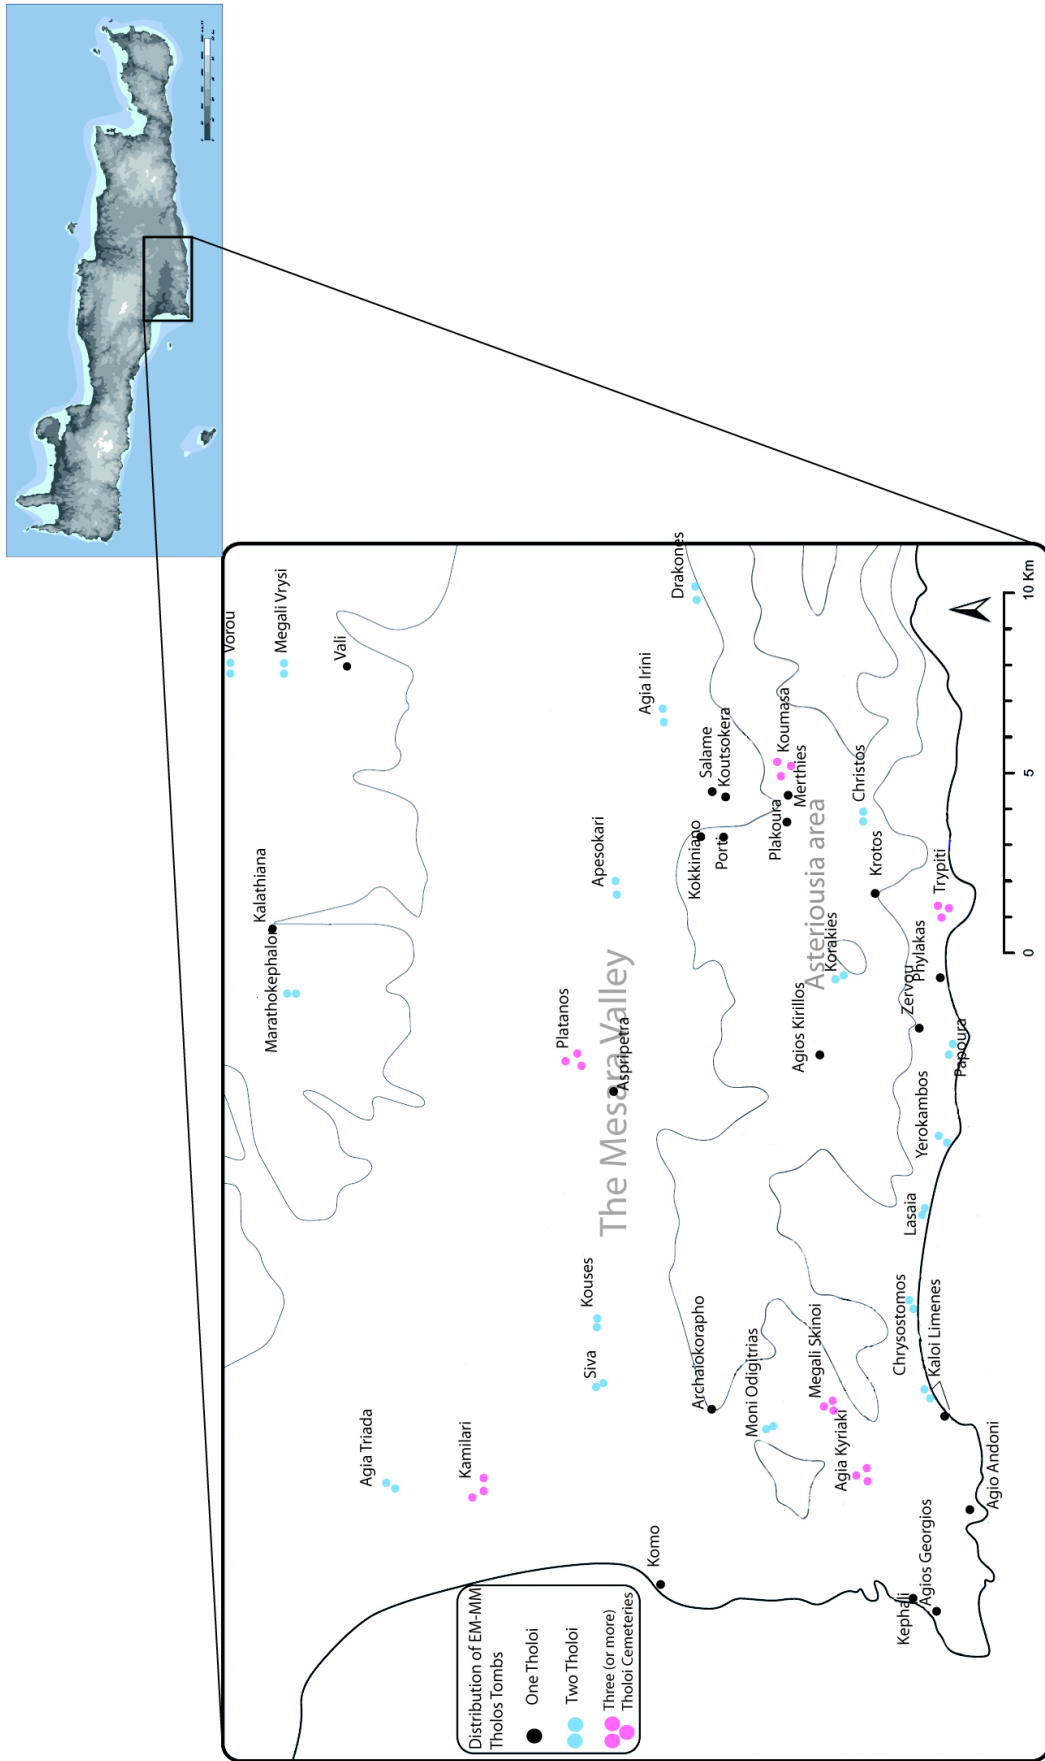 Vorou
Megali Vrysi
Vali
Kalathiana
Marathokephalon
Drakones
Agia Irini
Salame
Koutsokera
Koumasa
Merthies
Plakoura
Kokkiniano
Porti
Apesokari
Christos
Asteriousia area
Krotos
Korakies
Trypiti
Phylakas
Zervou
Agios Kirillos
Platanos
Aspripetra
The Mesara Valley
Papoura
Yerokambos
Lasaia
Chrysostomos
Kaloi Limenes
Kouses
Siva
Archaiokorapho
Moni Odigitrias
Megali Skinoi
Agia Kyriaki
Agia Triada
Kamilari
Komo
Agio Andoni
Agios Georgios
Kephali
Distribution of EM-MM
Tholos Tombs
One Tholoi
Two Tholoi
Three (or more)
Tholoi Cemeteries
0 5 10 Km